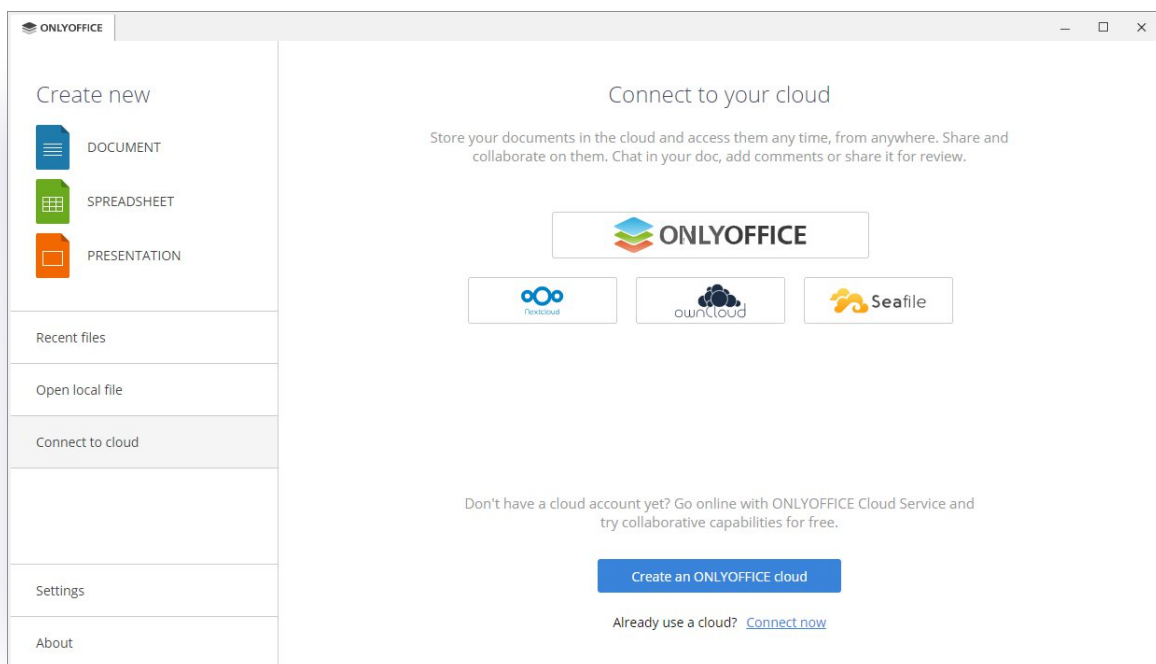 ONLYOFFICE
Create new
DOCUMENT
SPREADSHEET
PRESENTATION
Recent files
Open local file
Connect to cloud
Settings
About
Connect to your cloud
Store your documents in the cloud and access them any time, from anywhere. Share and
collaborate on them. Chat in your doc, add comments or share it for review.
ONLYOFFICE
Nextcloud
ownCloud
Seafile
Don't have a cloud account yet? Go online with ONLYOFFICE Cloud Service and
try collaborative capabilities for free.
Create an ONLYOFFICE cloud
Already use a cloud? Connect now